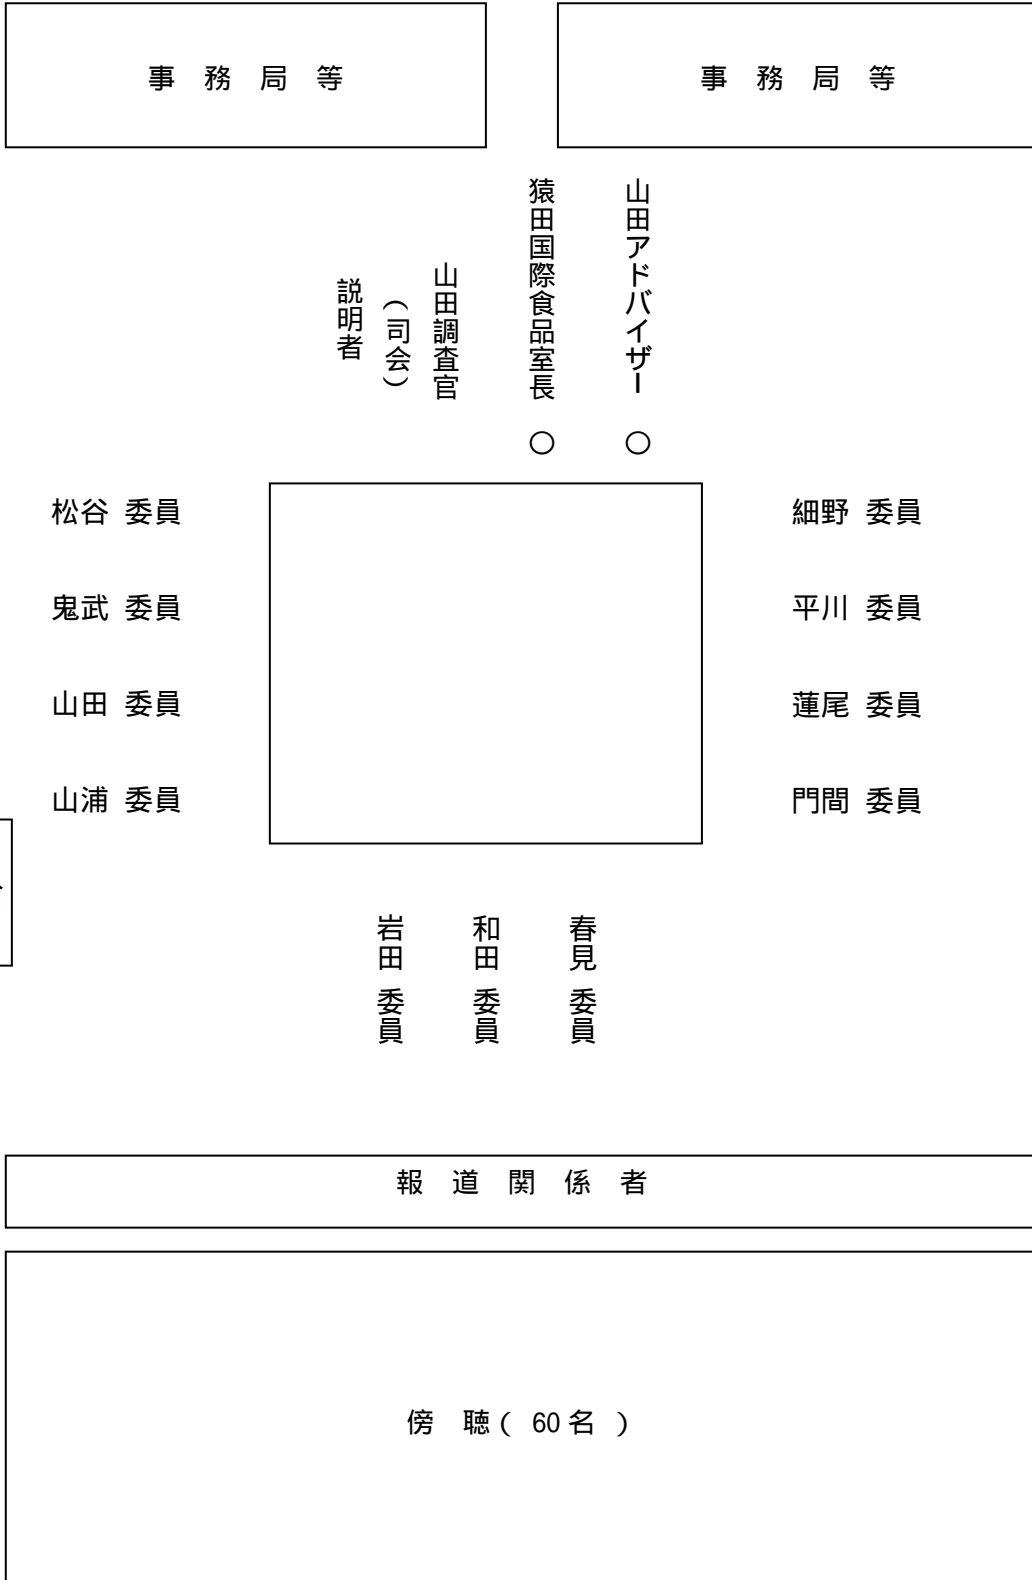 事 務 局 等
事 務 局 等
山田アドバイザー ○
猿田国際食品室長 ○
山田調査官
(司会)
説明者
松谷 委員
細野 委員
鬼武 委員
平川 委員
山田 委員
蓮尾 委員
山浦 委員
門間 委員
春見 委員
和田 委員
岩田 委員
報 道 関 係 者
傍 聴( 60名 )